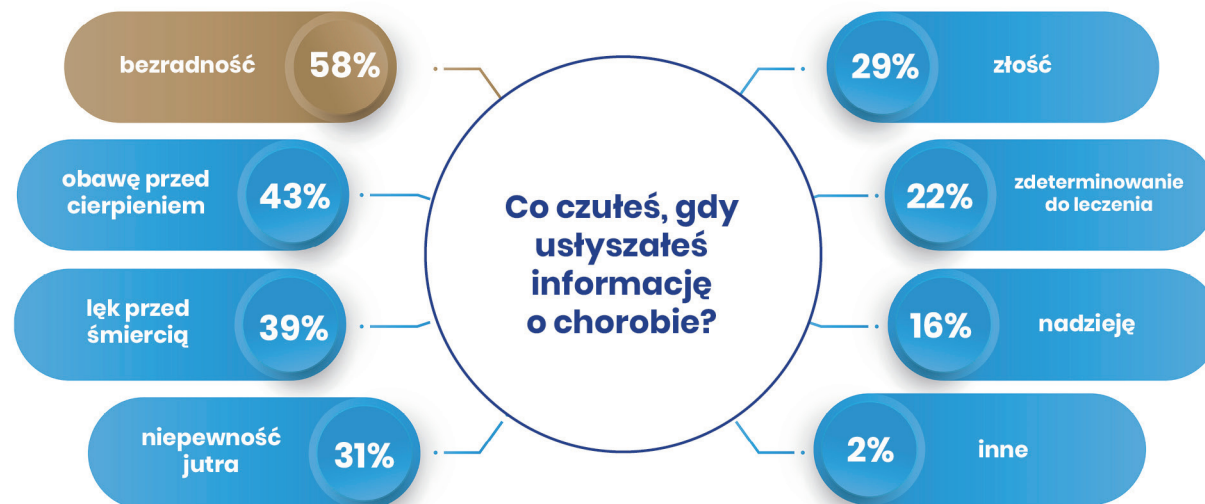 bezradność 58%
obawę przed
cierpieniem
43%
lęk przed
śmiercią
39%
niepewność
jutra
31%
Co czułeś, gdy
usłyszałeś
informację
o chorobie?
29% złość
22%
zdeterminowanie
do leczenia
16% nadzieję
2% inne